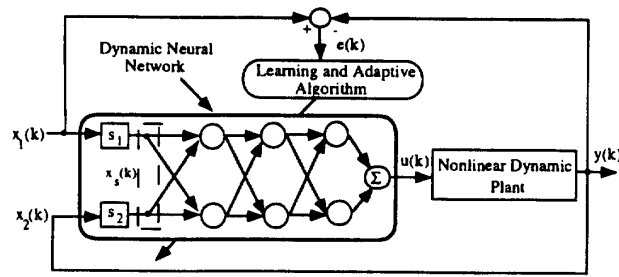 + -
e(k)
Dynamic Neural
Network
Learning and Adaptive
Algorithm
x1(k)
s1
xs(k)
u(k)
Nonlinear Dynamic
Plant
y(k)
Σ
x2(k)
s2